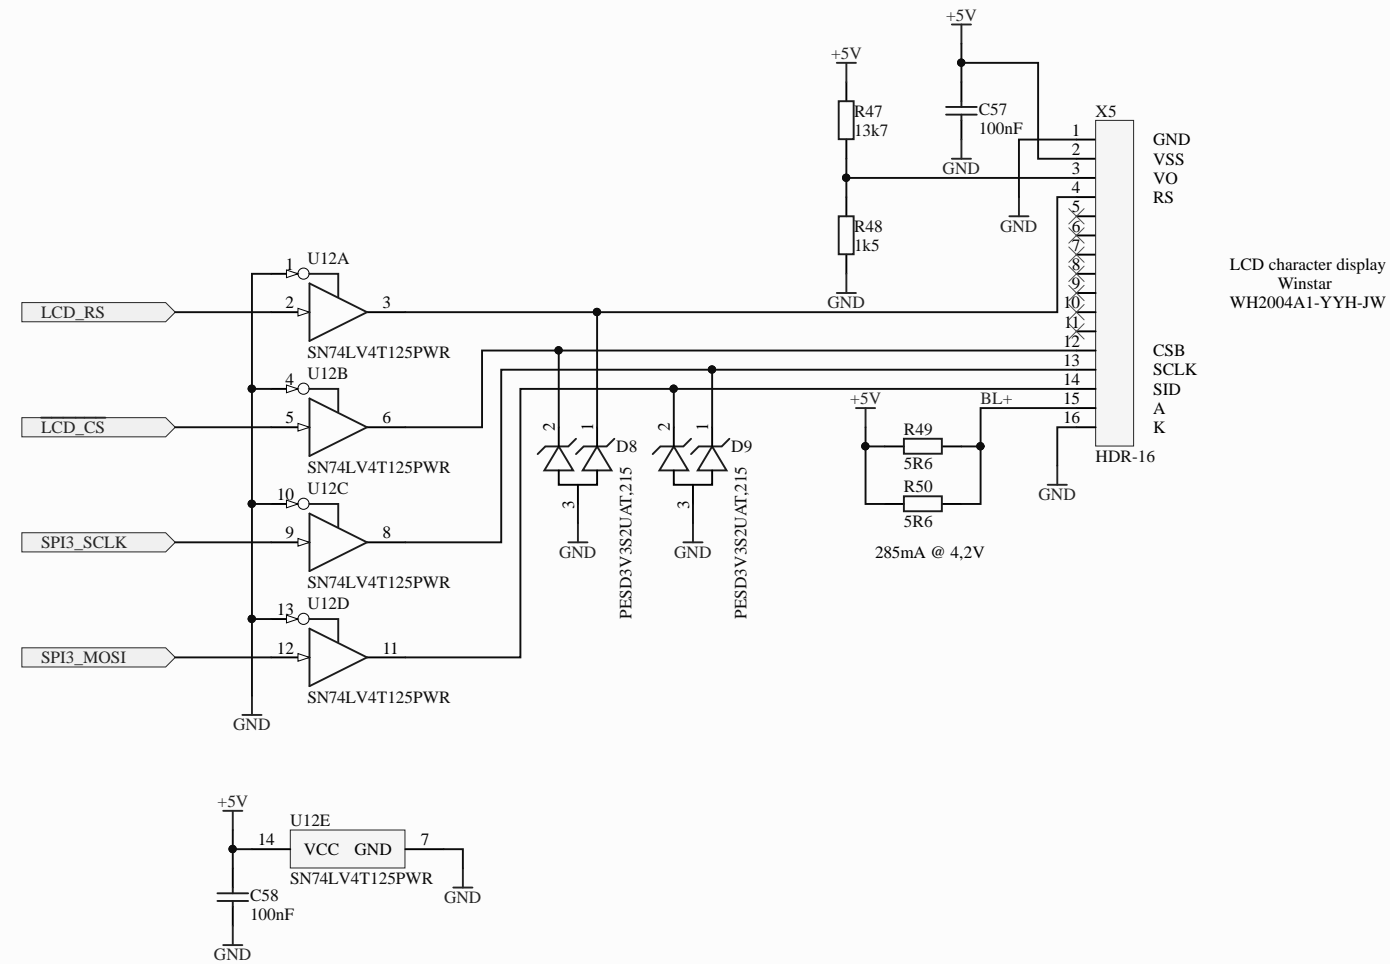 +5V
+5V
R47
13k7
C57
100nF
GND
X5
1
GND
2
VSS
3
VO
4
RS
5
6
7
8
9
10
11
GND
R48
1k5
GND
LCD character display
Winstar
WH2004A1-YYH-JW
12
CSB
13
SCLK
14
SID
15
A
16
K
HDR-16
GND
+5V
BL+
R49
5R6
R50
5R6
285mA @ 4,2V
U12A
1
LCD_RS
2
3
SN74LV4T125PWR
U12B
4
LCD_CS
5
6
SN74LV4T125PWR
U12C
10
SPI3_SCLK
9
8
SN74LV4T125PWR
U12D
13
SPI3_MOSI
12
11
SN74LV4T125PWR
GND
2
1
D8
3
GND
PESD3V3S2UAT,215
2
1
D9
3
GND
PESD3V3S2UAT,215
+5V
U12E
14
VCC GND
7
SN74LV4T125PWR
C58
100nF
GND
GND